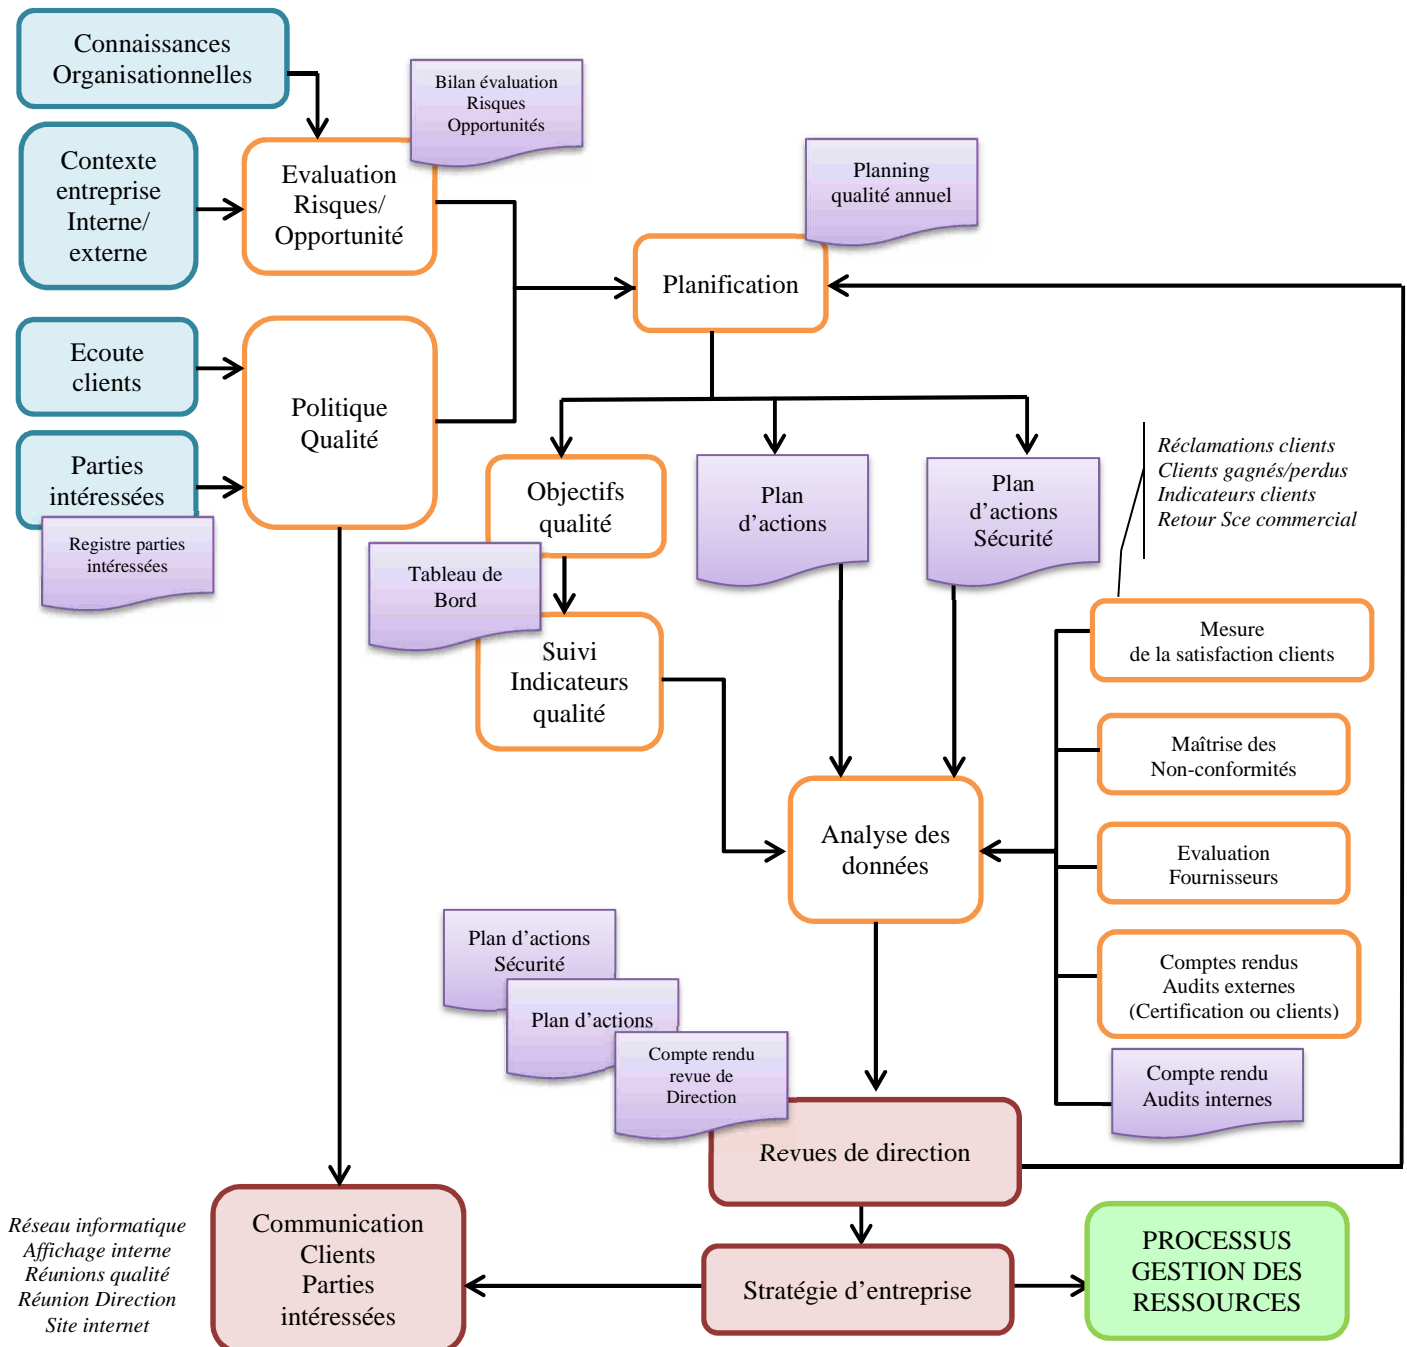 Connaissances
Organisationnelles
Bilan évaluation
Risques
Opportunités
Contexte
entreprise
Interne/
externe
Evaluation
Risques/
Opportunité
Planning
qualité annuel
Planification
Ecoute
clients
Politique
Qualité
Parties
intéressées
Registre parties
intéressées
Objectifs
qualité
Plan
d’actions
Plan
d’actions
Sécurité
Réclamations clients
Clients gagnés/perdus
Indicateurs clients
Retour Sce commercial
Tableau de
Bord
Suivi
Indicateurs
qualité
Mesure
de la satisfaction clients
Maîtrise des
Non-conformités
Analyse des
données
Evaluation
Fournisseurs
Comptes rendus
Audits externes
(Certification ou clients)
Compte rendu
Audits internes
Plan d’actions
Sécurité
Plan d’actions
Compte rendu
revue de
Direction
Revues de direction
Réseau informatique
Affichage interne
Réunions qualité
Réunion Direction
Site internet
Communication
Clients
Parties
intéressées
Stratégie d’entreprise
PROCESSUS
GESTION DES
RESSOURCES